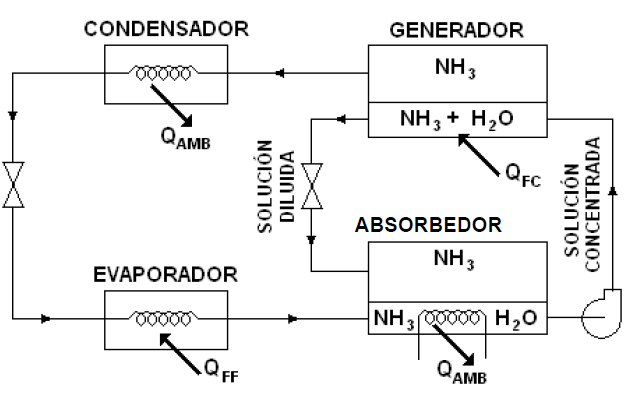 CONDENSADOR
GENERADOR
NH3
NH3 + H2O
QAMB
QFC
SOLUCIÓN
DILUIDA
SOLUCIÓN
CONCENTRADA
ABSORBEDOR
NH3
EVAPORADOR
NH3 H2O
QFF
QAMB